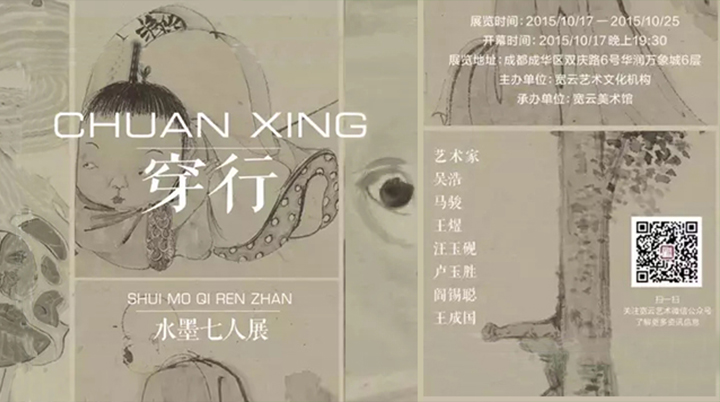 CHUAN XING
穿行
SHUI MO QI REN ZHAN
水墨七人展
展览时间：2015/10/17 — 2015/10/25
开幕时间：2015/10/17 晚上19:30
展览地址：成都成华区双庆路6号华润万象城6层
主办单位：宽云艺术文化机构
承办单位：宽云美术馆
艺术家
吴浩
马骏
王煜
汪玉砚
卢玉胜
阎锡聪
王成国
扫一扫
关注宽云艺术微信公众号
了解更多资讯信息